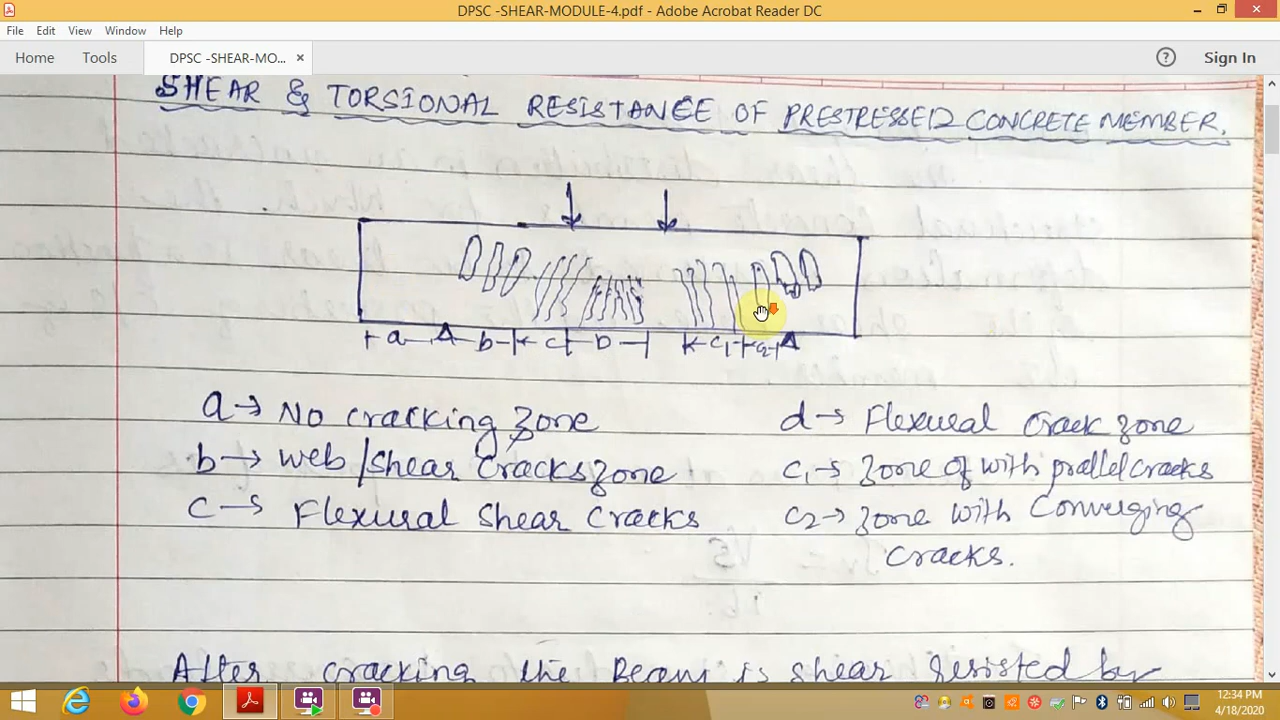 DPSC -SHEAR-MODULE-4.pdf - Adobe Acrobat Reader DC
File Edit View Window Help
Home Tools DPSC -SHEAR-MO... × ? Sign In
SHEAR & TORSIONAL RESISTANCE OF PRESTRESSED CONCRETE MEMBER.
a b c D c1 c2
a → No cracking zone
d → Flexural crack zone
b → web/shear Cracks zone
c1 → zone of with prallel cracks
c → Flexural Shear Cracks
c2 → zone with Converging
cracks.
After cracking the Beam is shear resisted by
12:34 PM
4/18/2020